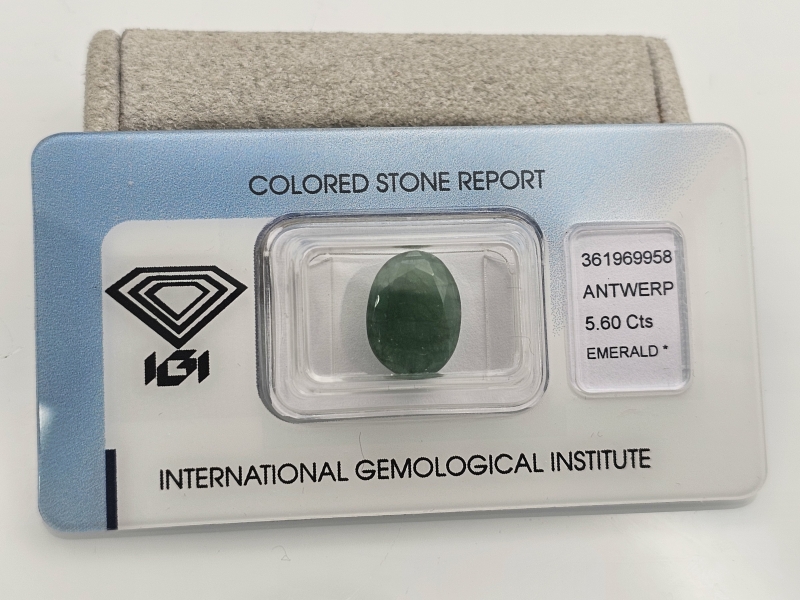 COLORED STONE REPORT
IGI
361969958
ANTWERP
5.60 Cts
EMERALD *
INTERNATIONAL GEMOLOGICAL INSTITUTE